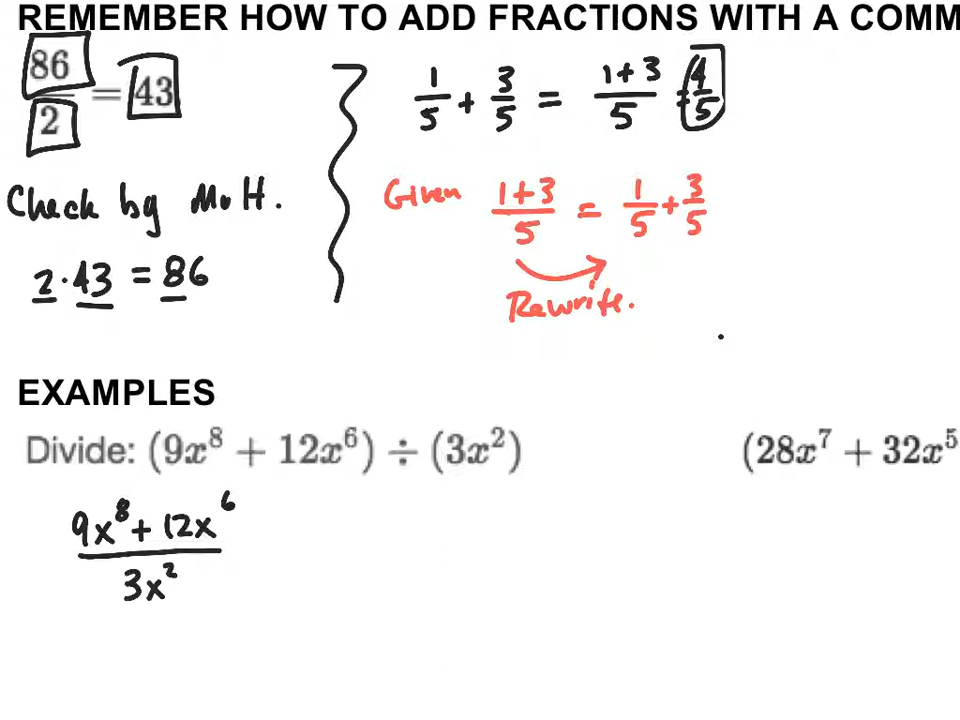 REMEMBER HOW TO ADD FRACTIONS WITH A COMM
86/2 = 43
1/5 + 3/5 = (1+3)/5 = 4/5
Check by Mult.
Given (1+3)/5 = 1/5 + 3/5
2·43 = 86
Rewrite.
EXAMPLES
Divide: (9x^8 + 12x^6) ÷ (3x^2)
(28x^7 + 32x^5
(9x^8 + 12x^6)/(3x^2)